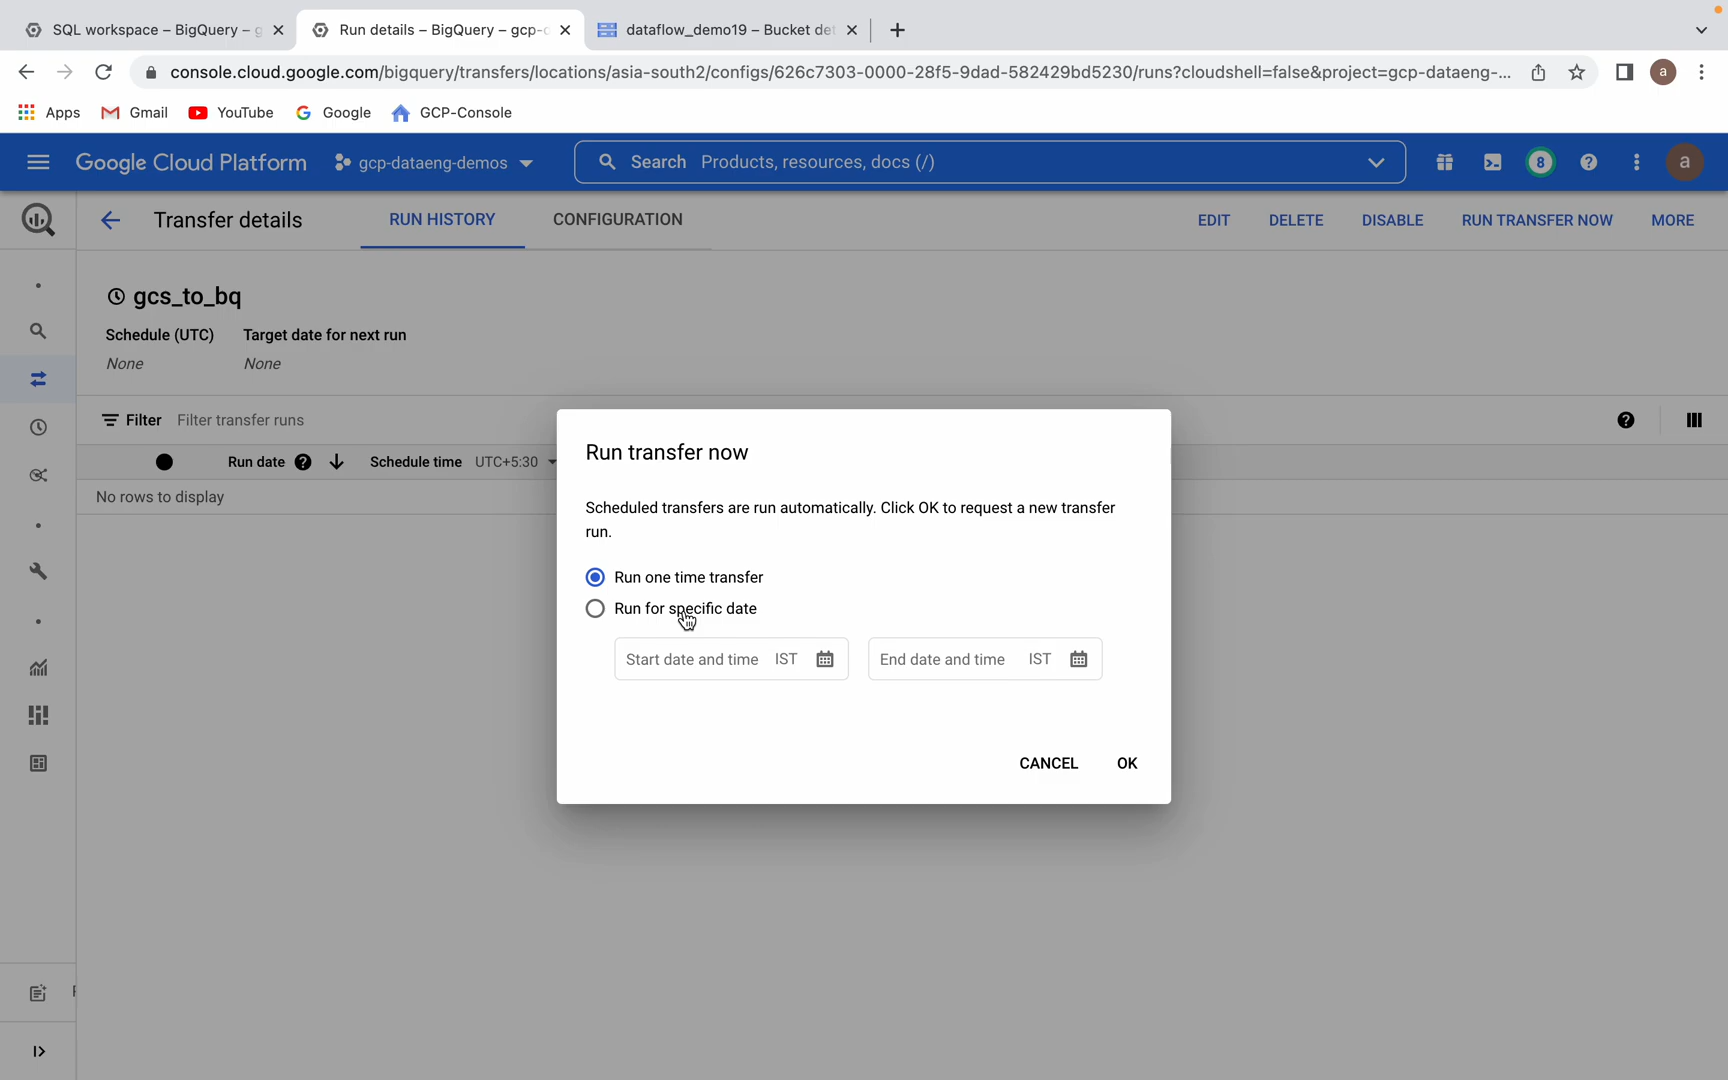 SQL workspace – BigQuery – g
Run details – BigQuery – gcp-d
dataflow_demo19 – Bucket det
console.cloud.google.com/bigquery/transfers/locations/asia-south2/configs/626c7303-0000-28f5-9dad-582429bd5230/runs?cloudshell=false&project=gcp-dataeng-...
a
Apps
Gmail
YouTube
Google
GCP-Console
Google Cloud Platform
gcp-dataeng-demos
Search Products, resources, docs (/)
8
a
Transfer details
RUN HISTORY
CONFIGURATION
EDIT
DELETE
DISABLE
RUN TRANSFER NOW
MORE
gcs_to_bq
Schedule (UTC)
Target date for next run
None
None
Filter Filter transfer runs
Run date
Schedule time UTC+5:30
No rows to display
Run transfer now
Scheduled transfers are run automatically. Click OK to request a new transfer
run.
Run one time transfer
Run for specific date
Start date and time IST
End date and time IST
CANCEL
OK